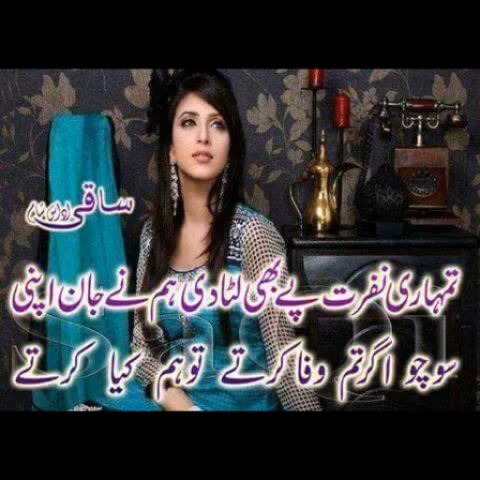 ساقی
تمہاری نفرت پے بھی لٹا دی ہم نے جان اپنی
سوچو اگر تم وفا کرتے تو ہم کیا کرتے